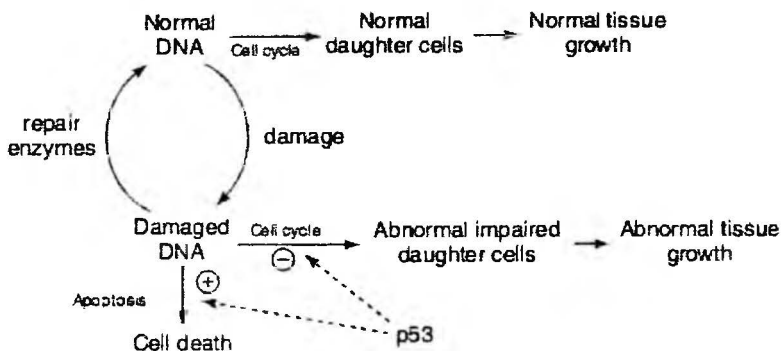 Normal
DNA
Cell cycle
Normal
daughter cells
Normal tissue
growth
repair
enzymes
damage
Damaged
DNA
Cell cycle
−
Abnormal impaired
daughter cells
Abnormal tissue
growth
+
Apoptosis
p53
Cell death